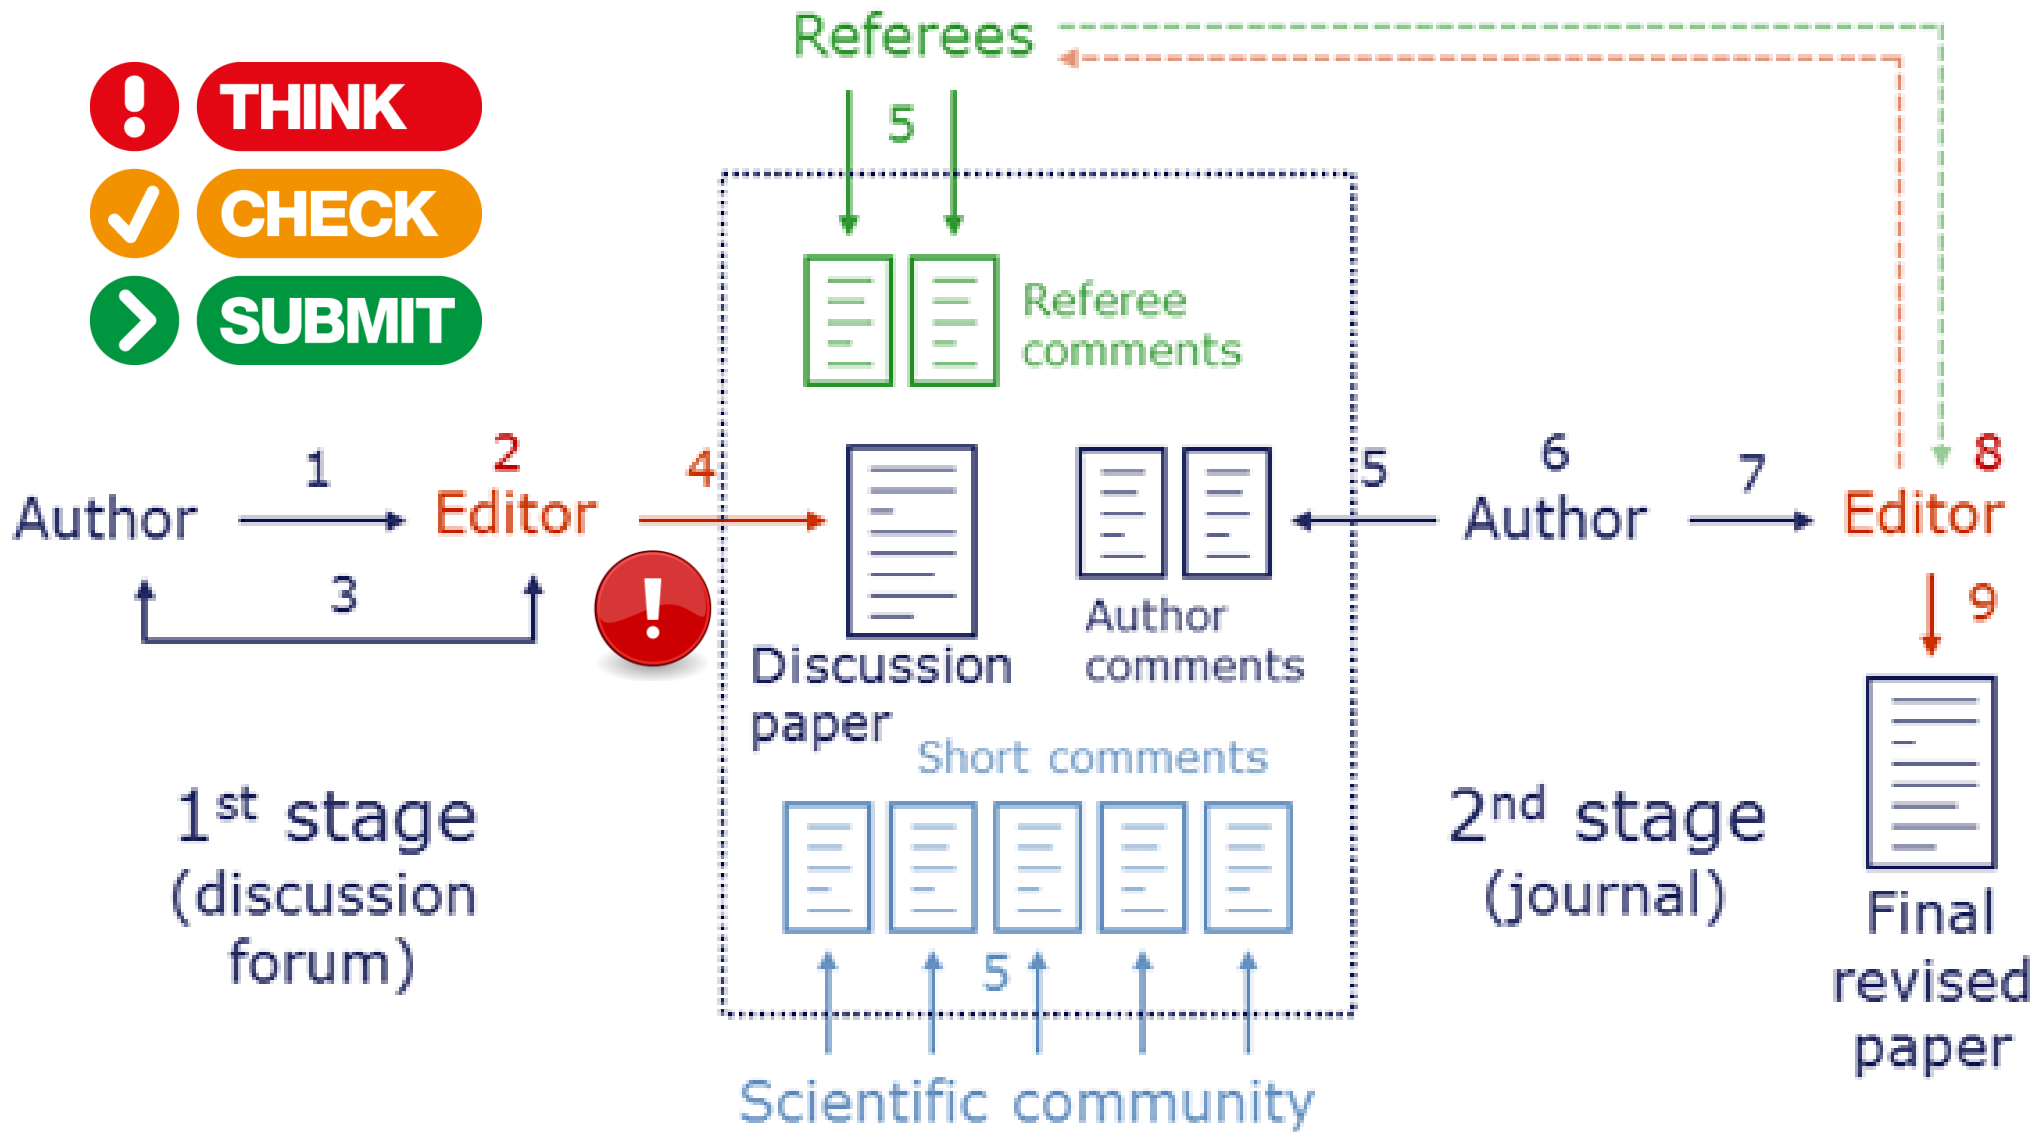 Referees
THINK
CHECK
SUBMIT
5
Referee
comments
1
2
4
5
6
7
8
Author
Editor
Author
Editor
3
9
Discussion
paper
Author
comments
Short comments
1st stage
(discussion
forum)
2nd stage
(journal)
Final
revised
paper
5
Scientific community